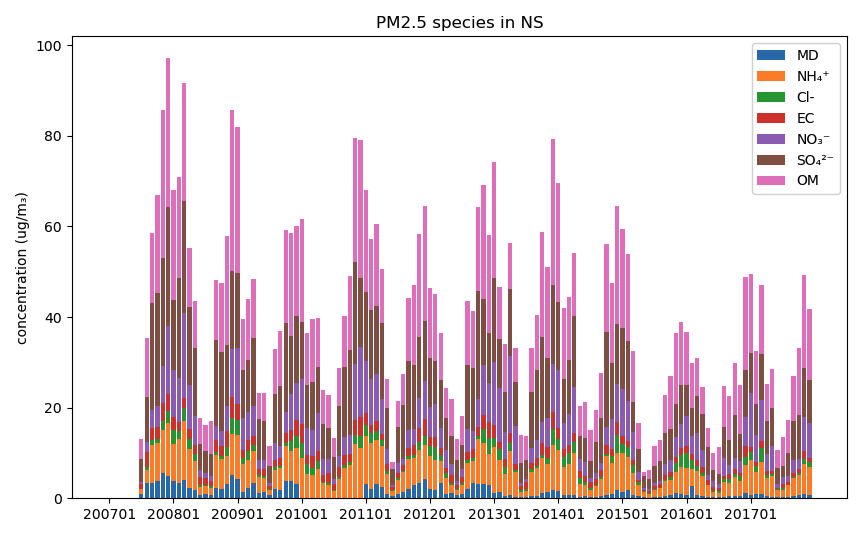 PM2.5 species in NS
concentration (ug/m₃)
100
80
60
40
20
0
MD
NH₄⁺
Cl-
EC
NO₃⁻
SO₄²⁻
OM
200701 200801 200901 201001 201101 201201 201301 201401 201501 201601 201701